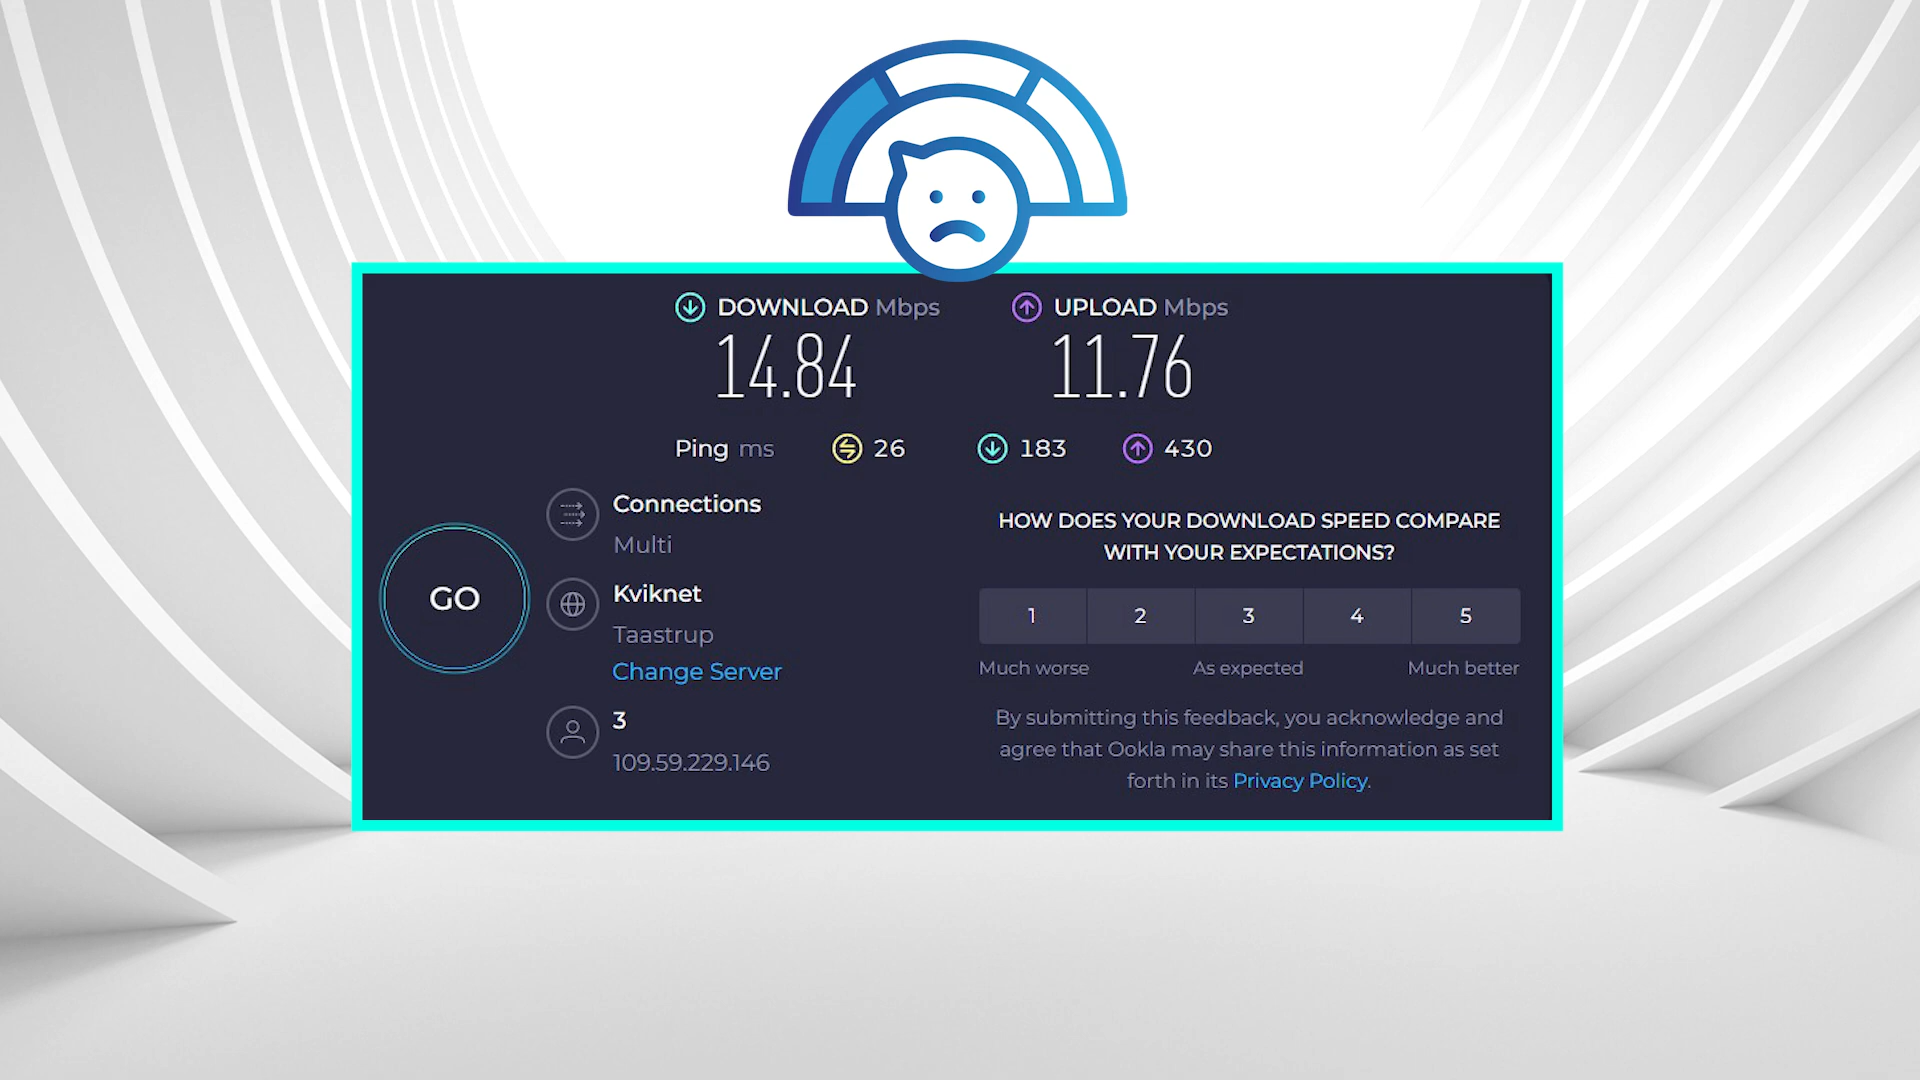 DOWNLOAD Mbps
14.84
UPLOAD Mbps
11.76
Ping ms 26 183 430
GO
Connections
Multi
Kviknet
Taastrup
Change Server
3
109.59.229.146
HOW DOES YOUR DOWNLOAD SPEED COMPARE
WITH YOUR EXPECTATIONS?
1 2 3 4 5
Much worse As expected Much better
By submitting this feedback, you acknowledge and
agree that Ookla may share this information as set
forth in its Privacy Policy.